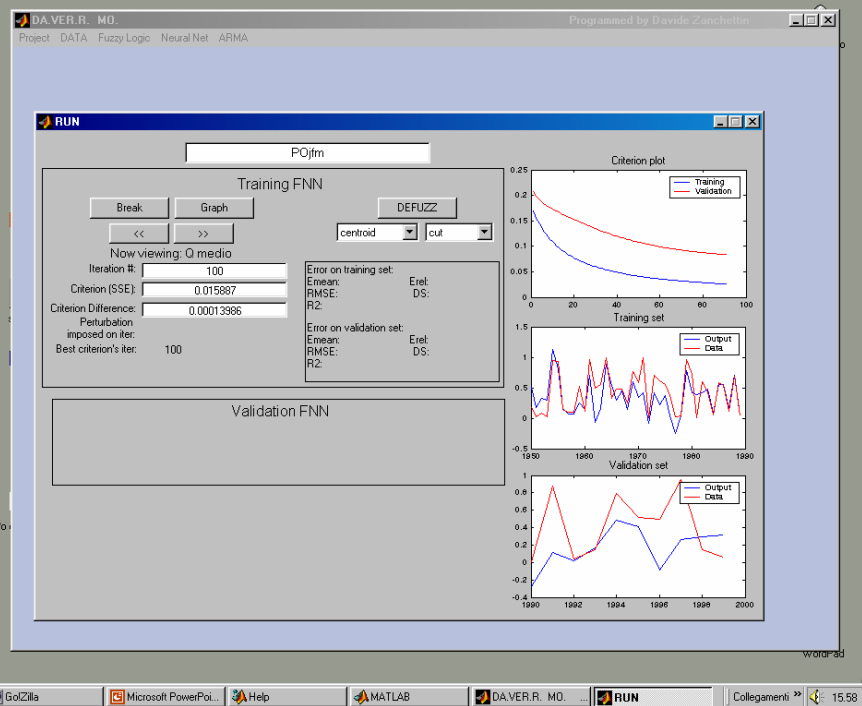 DA.VER.R. MO.
Programmed by Davide Zanchettin
Project DATA Fuzzy Logic Neural Net ARMA
RUN
POjfm
Training FNN
Break Graph DEFUZZ
<< >> centroid cut
Now viewing: Q medio
Iteration #: 100
Criterion (SSE): 0.015887
Criterion Difference: 0.00013986
Perturbation
imposed on iter:
Best criterion's iter: 100
Error on training set:
Emean: Erel:
RMSE: DS:
R2:
Error on validation set:
Emean: Erel:
RMSE: DS:
R2:
Validation FNN
Criterion plot
Training
Validation
0.25
0.2
0.15
0.1
0.05
0
0 20 40 60 80 100
Training set
Output
Data
1.5
1
0.5
0
-0.5
1950 1960 1970 1980 1990
Validation set
Output
Data
1
0.8
0.6
0.4
0.2
0
-0.2
-0.4
1990 1992 1994 1996 1998 2000
WordPad
Go!Zilla Microsoft PowerPoi... Help MATLAB DA.VER.R. MO. ... RUN Collegamenti » 15.58